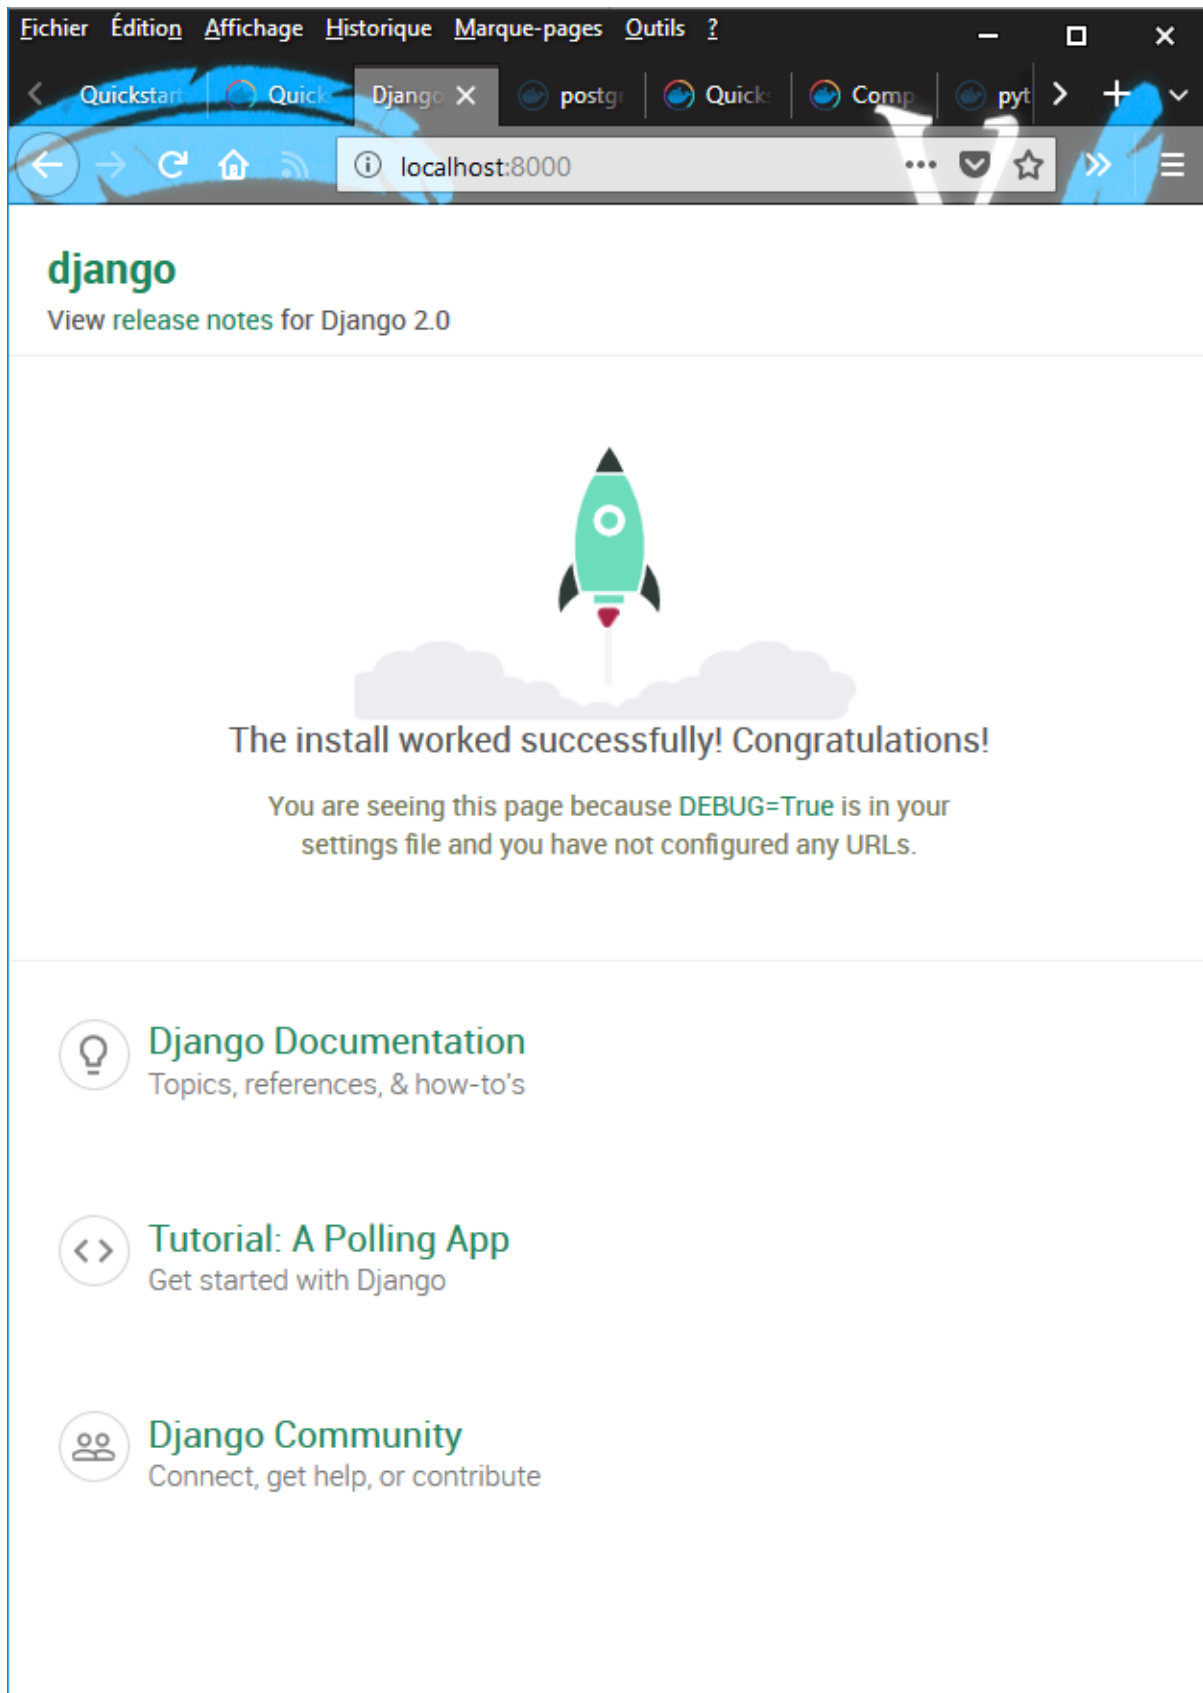 Fichier Édition Affichage Historique Marque-pages Outils ?
Quickstart Quick Django postgr Quicks Comp pyt
localhost:8000
django
View release notes for Django 2.0
The install worked successfully! Congratulations!
You are seeing this page because DEBUG=True is in your
settings file and you have not configured any URLs.
Django Documentation
Topics, references, & how-to's
Tutorial: A Polling App
Get started with Django
Django Community
Connect, get help, or contribute